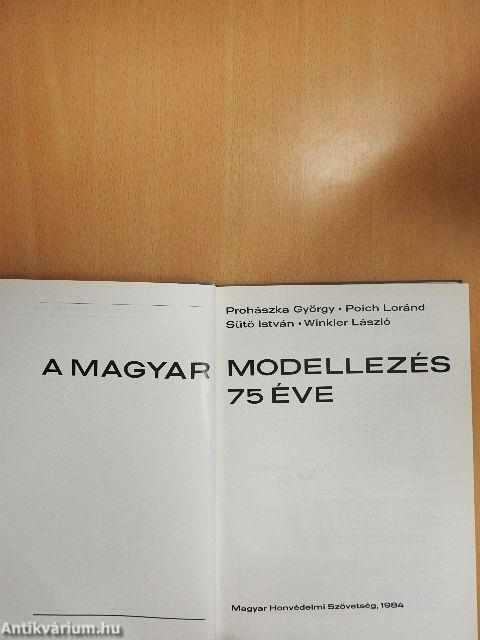 Prohászka György • Poich Loránd
Sütő István • Winkler László
A MAGYAR MODELLEZÉS
75 ÉVE
Magyar Honvédelmi Szövetség, 1984
Antikvárium.hu